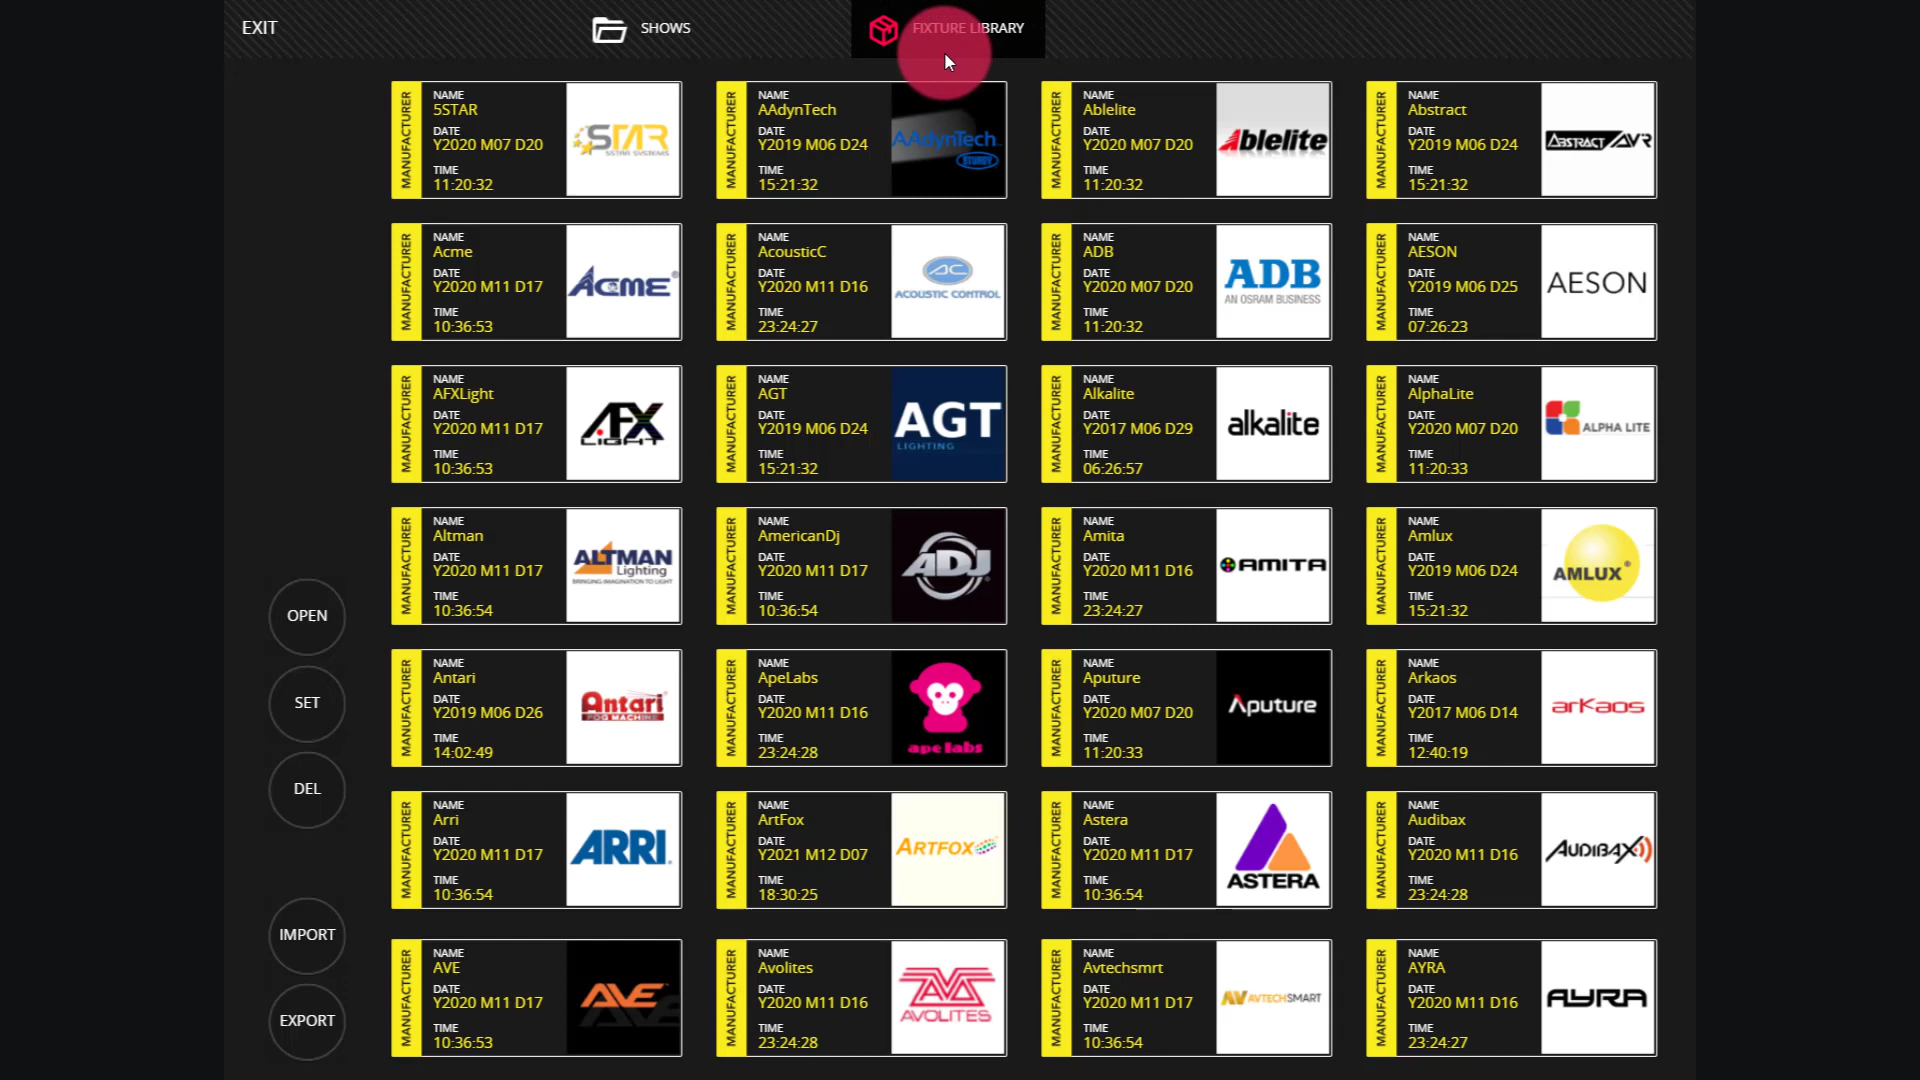 EXIT
SHOWS
FIXTURE LIBRARY
MANUFACTURER
NAME
5STAR
DATE
Y2020 M07 D20
TIME
11:20:32
5STAR
5STAR SYSTEMS
MANUFACTURER
NAME
AAdynTech
DATE
Y2019 M06 D24
TIME
15:21:32
AAdynTech
STURDY
MANUFACTURER
NAME
Ablelite
DATE
Y2020 M07 D20
TIME
11:20:32
Ablelite
MANUFACTURER
NAME
Abstract
DATE
Y2019 M06 D24
TIME
15:21:32
ABSTRACT AVR
MANUFACTURER
NAME
Acme
DATE
Y2020 M11 D17
TIME
10:36:53
ACME®
MANUFACTURER
NAME
AcousticC
DATE
Y2020 M11 D16
TIME
23:24:27
AC
ACOUSTIC CONTROL
MANUFACTURER
NAME
ADB
DATE
Y2020 M07 D20
TIME
11:20:32
ADB
AN OSRAM BUSINESS
MANUFACTURER
NAME
AESON
DATE
Y2019 M06 D25
TIME
07:26:23
AESON
MANUFACTURER
NAME
AFXLight
DATE
Y2020 M11 D17
TIME
10:36:53
AFX
LIGHT
MANUFACTURER
NAME
AGT
DATE
Y2019 M06 D24
TIME
15:21:32
AGT
LIGHTING
MANUFACTURER
NAME
Alkalite
DATE
Y2017 M06 D29
TIME
06:26:57
alkalite
MANUFACTURER
NAME
AlphaLite
DATE
Y2020 M07 D20
TIME
11:20:33
ALPHA LITE
MANUFACTURER
NAME
Altman
DATE
Y2020 M11 D17
TIME
10:36:54
ALTMAN
Lighting
BRINGING IMAGINATION TO LIGHT
MANUFACTURER
NAME
AmericanDj
DATE
Y2020 M11 D17
TIME
10:36:54
ADJ
MANUFACTURER
NAME
Amita
DATE
Y2020 M11 D16
TIME
23:24:27
AMITA
MANUFACTURER
NAME
Amlux
DATE
Y2019 M06 D24
TIME
15:21:32
AMLUX®
OPEN
SET
DEL
MANUFACTURER
NAME
Antari
DATE
Y2019 M06 D26
TIME
14:02:49
Antari
FOG MACHINE
MANUFACTURER
NAME
ApeLabs
DATE
Y2020 M11 D16
TIME
23:24:28
ape labs
MANUFACTURER
NAME
Aputure
DATE
Y2020 M07 D20
TIME
11:20:33
Aputure
MANUFACTURER
NAME
Arkaos
DATE
Y2017 M06 D14
TIME
12:40:19
arKaos
MANUFACTURER
NAME
Arri
DATE
Y2020 M11 D17
TIME
10:36:54
ARRI
MANUFACTURER
NAME
ArtFox
DATE
Y2021 M12 D07
TIME
18:30:25
ARTFOX
MANUFACTURER
NAME
Astera
DATE
Y2020 M11 D17
TIME
10:36:54
ASTERA
MANUFACTURER
NAME
Audibax
DATE
Y2020 M11 D16
TIME
23:24:28
AUDIBAX
IMPORT
EXPORT
MANUFACTURER
NAME
AVE
DATE
Y2020 M11 D17
TIME
10:36:53
AVE
MANUFACTURER
NAME
Avolites
DATE
Y2020 M11 D16
TIME
23:24:28
AVOLITES
MANUFACTURER
NAME
Avtechsmrt
DATE
Y2020 M11 D17
TIME
10:36:54
AV AVTECHSMART
MANUFACTURER
NAME
AYRA
DATE
Y2020 M11 D16
TIME
23:24:27
AYRA